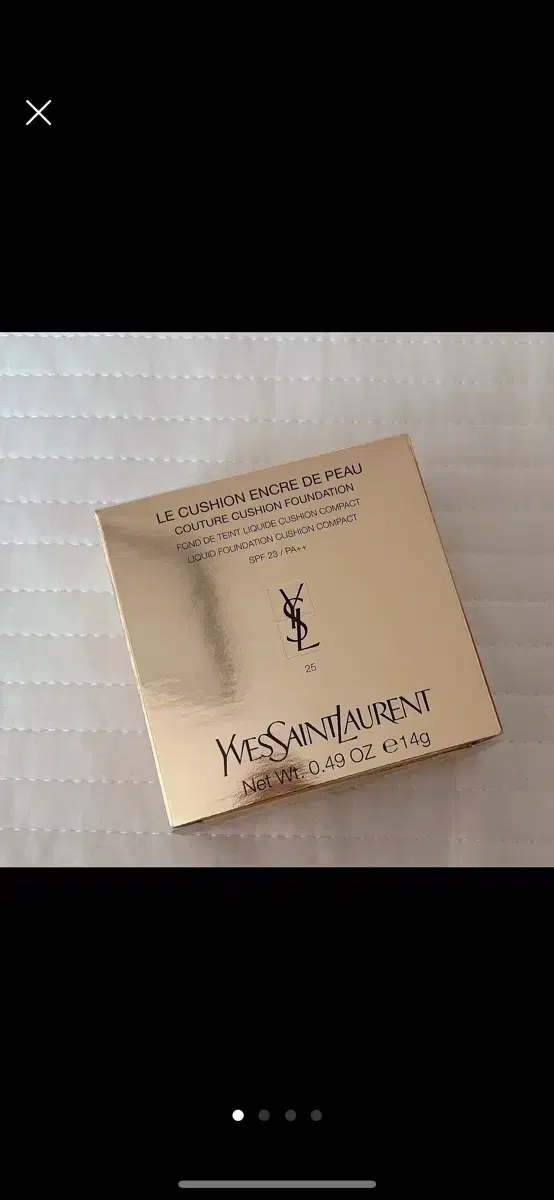 LE CUSHION ENCRE DE PEAU
COUTURE CUSHION FOUNDATION
FOND DE TEINT LIQUIDE CUSHION COMPACT
LIQUID FOUNDATION CUSHION COMPACT
SPF 23 / PA++
YSL
25
YVESSAINTLAURENT
Net Wt. 0.49 OZ ℮14g